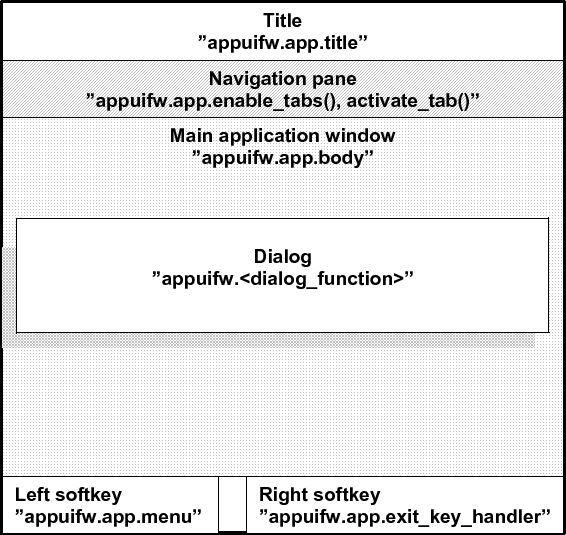 Title
”appuifw.app.title”
Navigation pane
”appuifw.app.enable_tabs(), activate_tab()”
Main application window
”appuifw.app.body”
Dialog
”appuifw.<dialog_function>”
Left softkey
”appuifw.app.menu”
Right softkey
”appuifw.app.exit_key_handler”